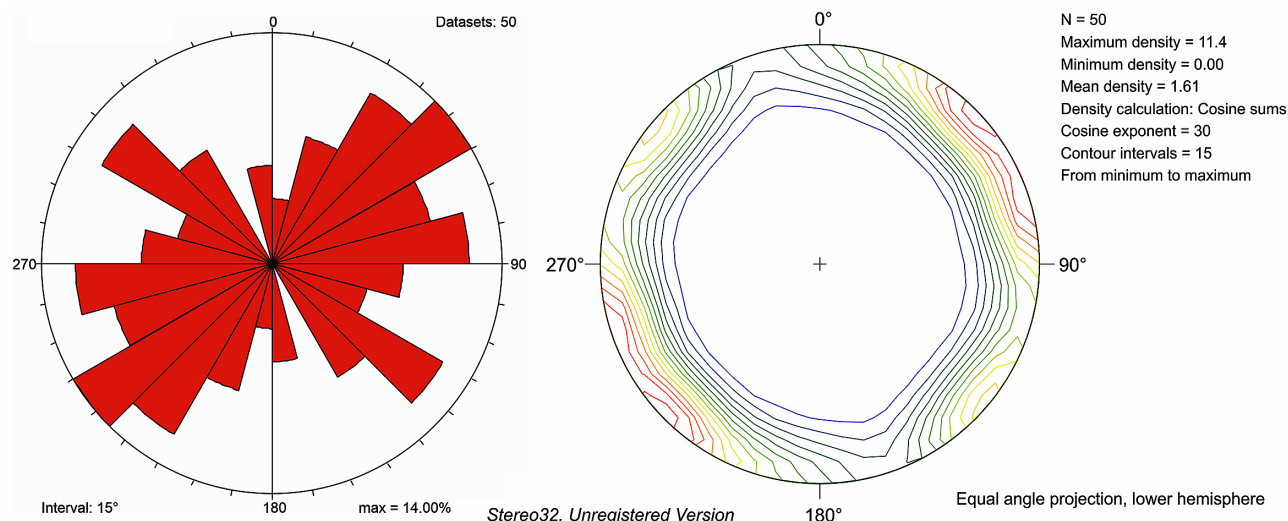 0
Datasets: 50
270
90
Interval: 15°
180
max = 14.00%
0°
270°
90°
180°
N = 50
Maximum density = 11.4
Minimum density = 0.00
Mean density = 1.61
Density calculation: Cosine sums
Cosine exponent = 30
Contour intervals = 15
From minimum to maximum
Equal angle projection, lower hemisphere
Stereo32, Unregistered Version